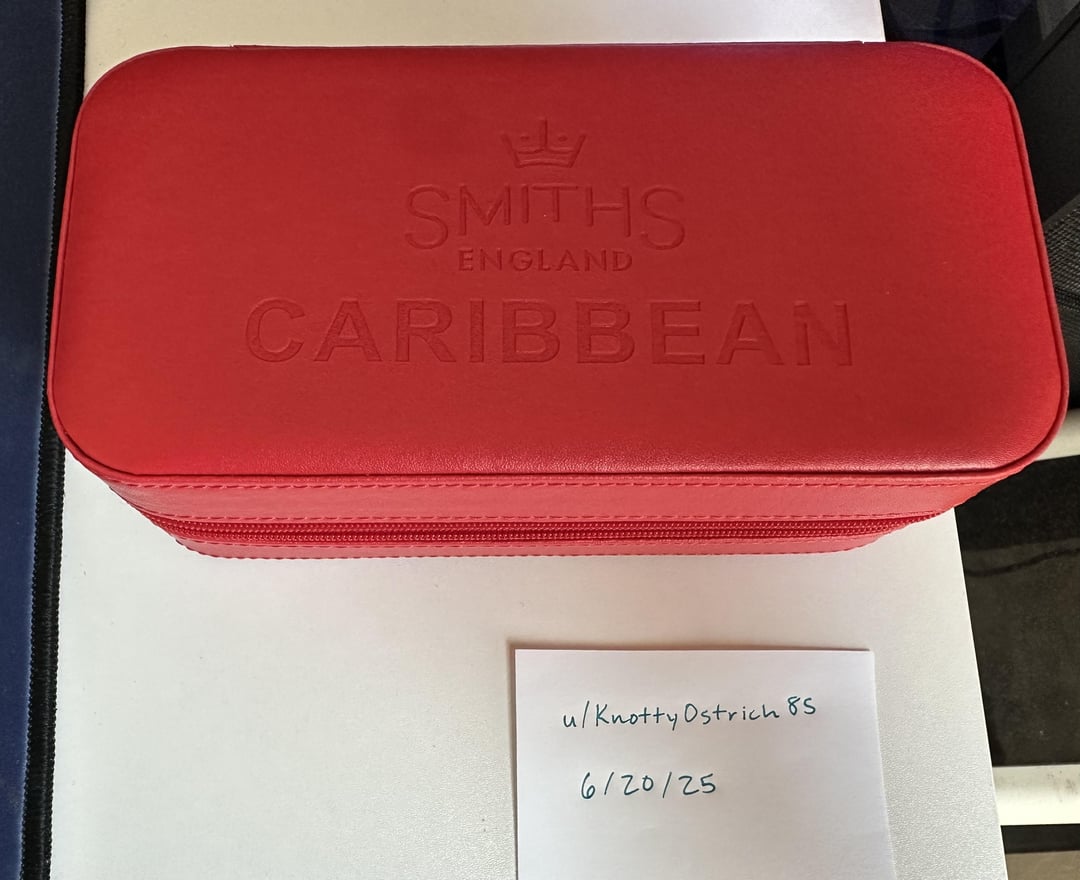 SMITHS
ENGLAND
CARIBBEAN
u/KnottyOstrich85
6/20/25